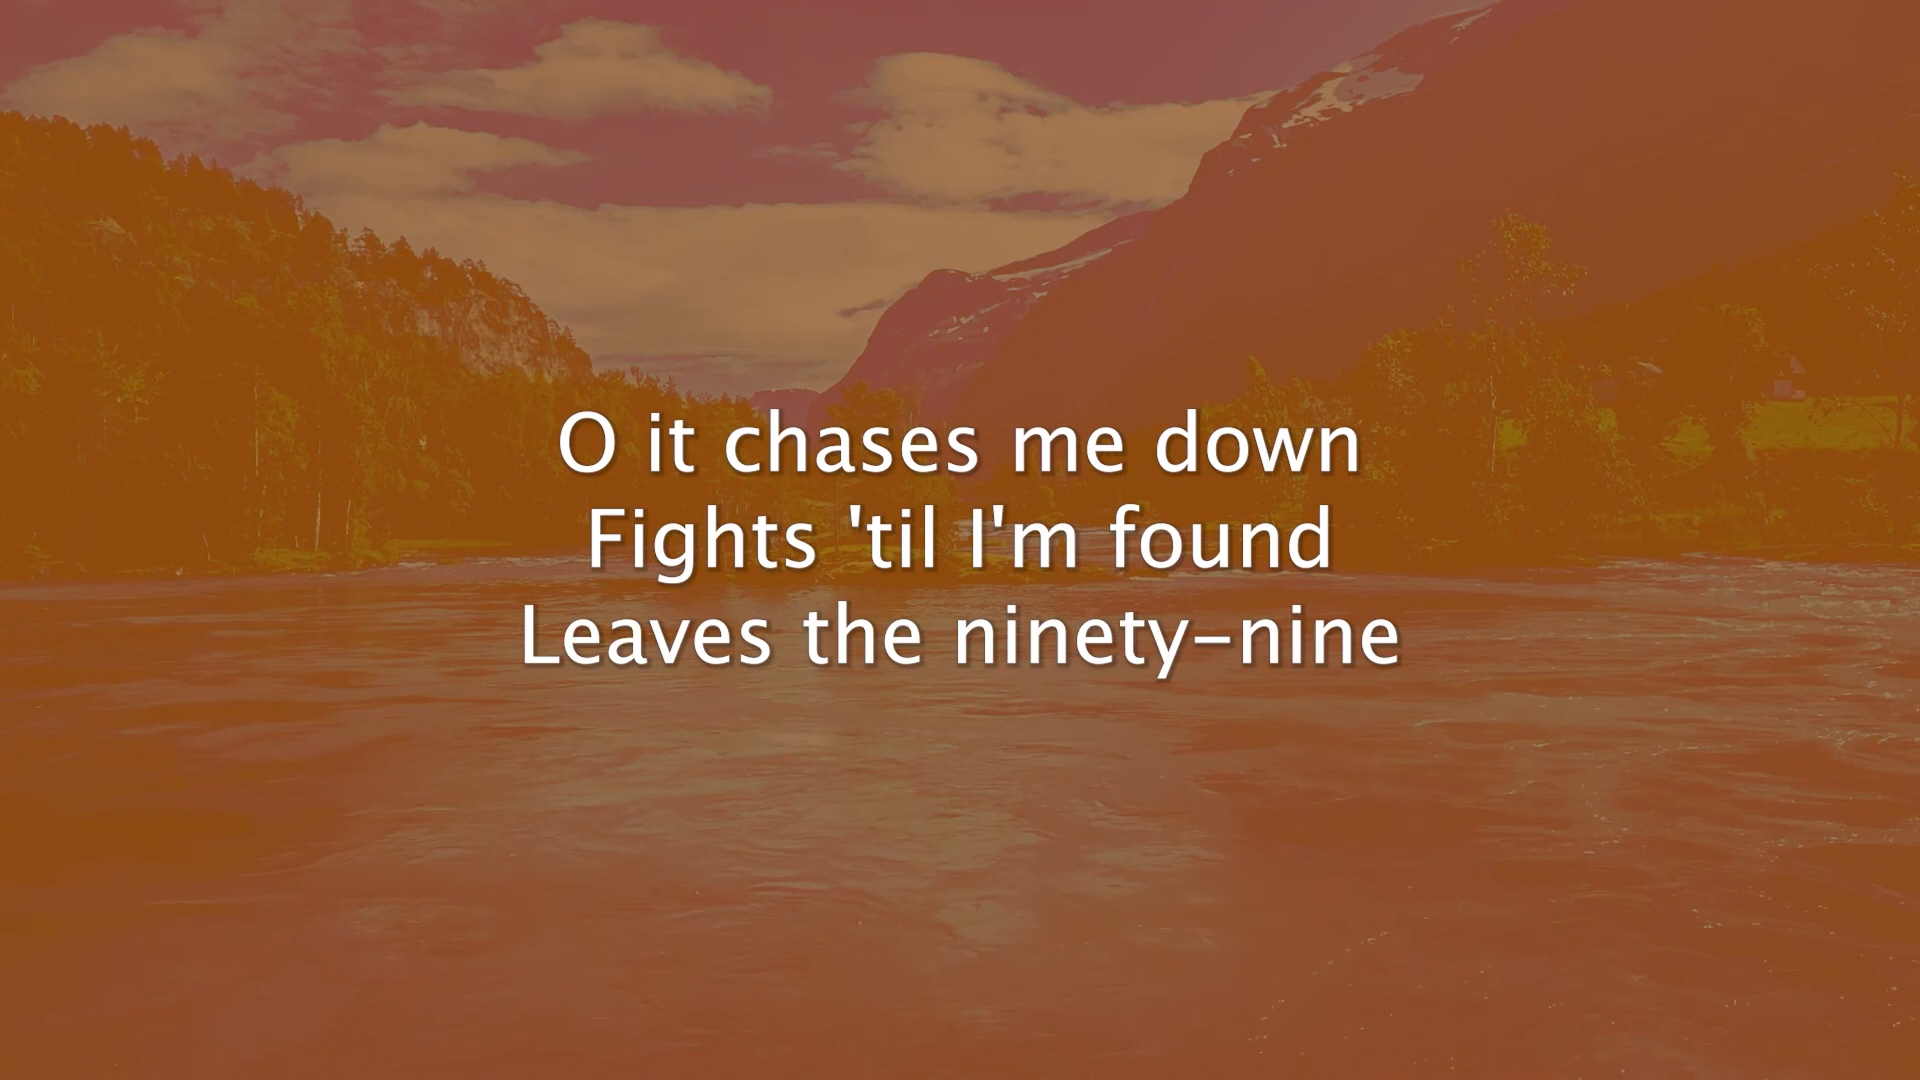 O it chases me down
Fights 'til I'm found
Leaves the ninety-nine